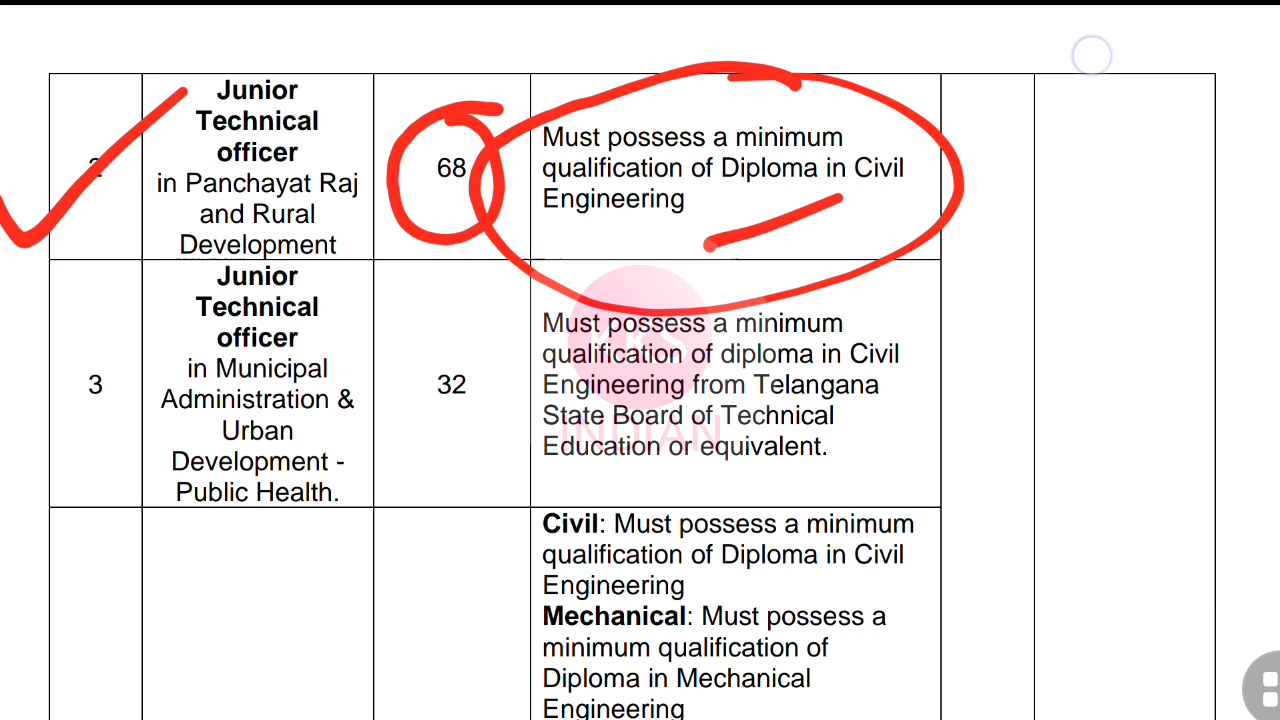 2
Junior
Technical
officer
in Panchayat Raj
and Rural
Development
68
Must possess a minimum
qualification of Diploma in Civil
Engineering
3
Junior
Technical
officer
in Municipal
Administration &
Urban
Development -
Public Health.
32
Must possess a minimum
qualification of diploma in Civil
Engineering from Telangana
State Board of Technical
Education or equivalent.
KKS
INDIAN
Civil: Must possess a minimum
qualification of Diploma in Civil
Engineering
Mechanical: Must possess a
minimum qualification of
Diploma in Mechanical
Engineering